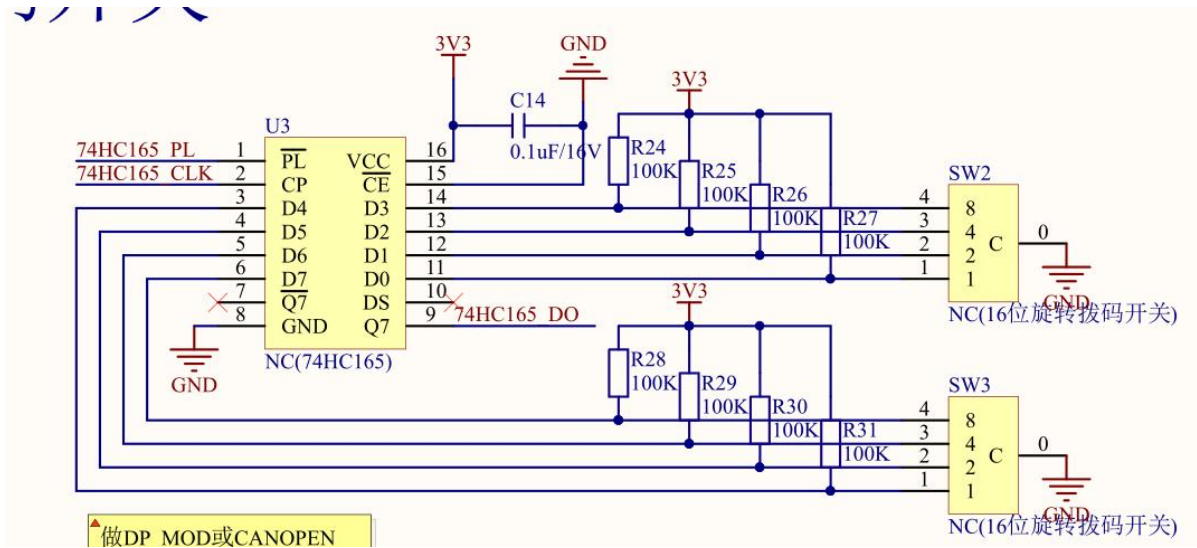 3V3
GND
C14
0.1uF/16V
3V3
U3
74HC165_PL
74HC165_CLK
1 PL VCC 16
2 CP CE 15
3 D4 D3 14
4 D5 D2 13
5 D6 D1 12
6 D7 D0 11
7 Q7 DS 10
8 GND Q7 9
74HC165_DO
NC(74HC165)
GND
R24
100K
R25
100K
R26
100K
R27
100K
SW2
4 8
3 4
2 2
1 1
C 0
GND
NC(16位旋转拨码开关)
3V3
R28
100K
R29
100K
R30
100K
R31
100K
SW3
4 8
3 4
2 2
1 1
C 0
GND
NC(16位旋转拨码开关)
做DP_MOD或CANOPEN